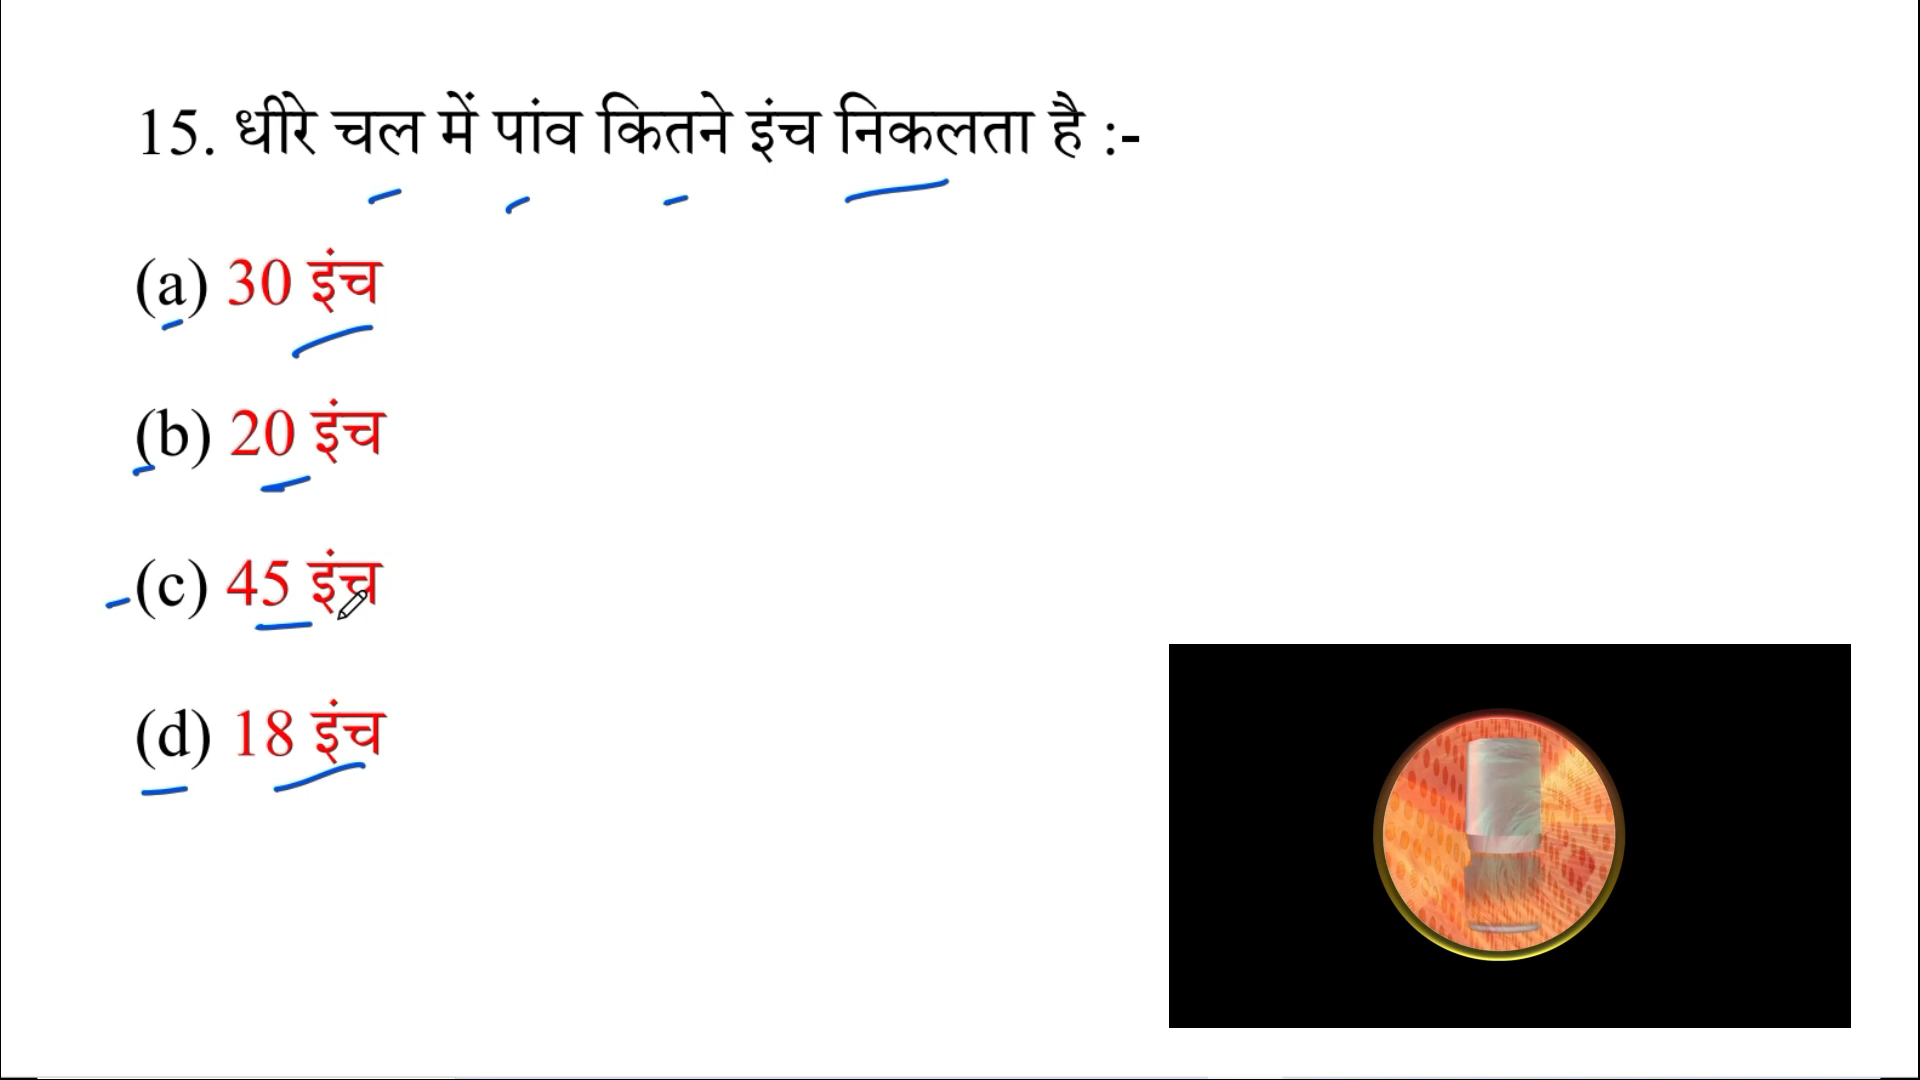 15. धीरे चल में पांव कितने इंच निकलता है :-
(a) 30 इंच
(b) 20 इंच
(c) 45 इंच
(d) 18 इंच